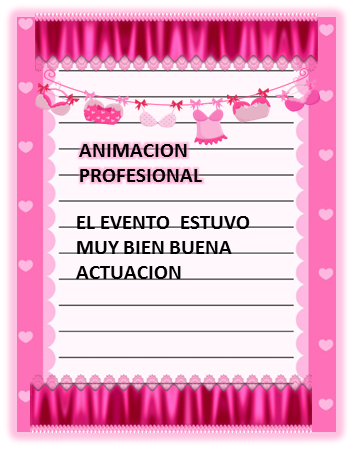 ANIMACION
PROFESIONAL
EL EVENTO ESTUVO
MUY BIEN BUENA
ACTUACION